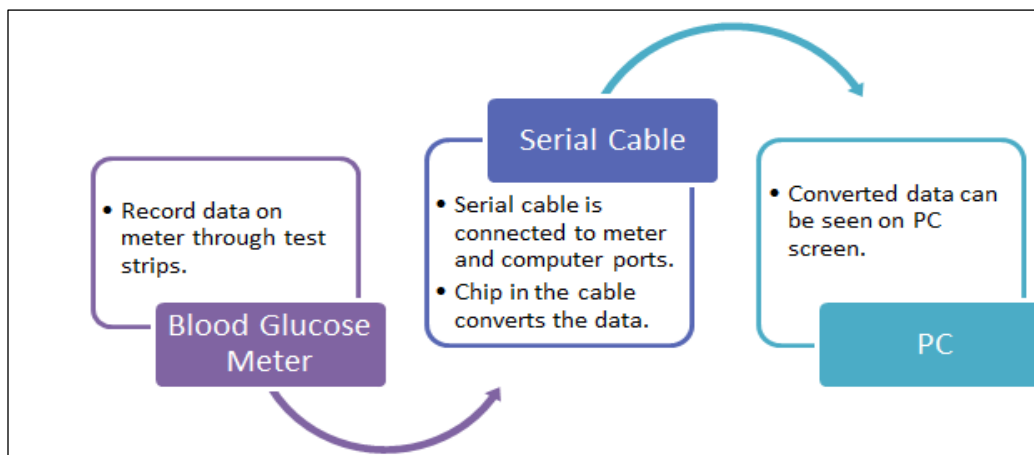 • Record data on
meter through test
strips.
Blood Glucose
Meter
Serial Cable
• Serial cable is
connected to meter
and computer ports.
• Chip in the cable
converts the data.
• Converted data can
be seen on PC
screen.
PC